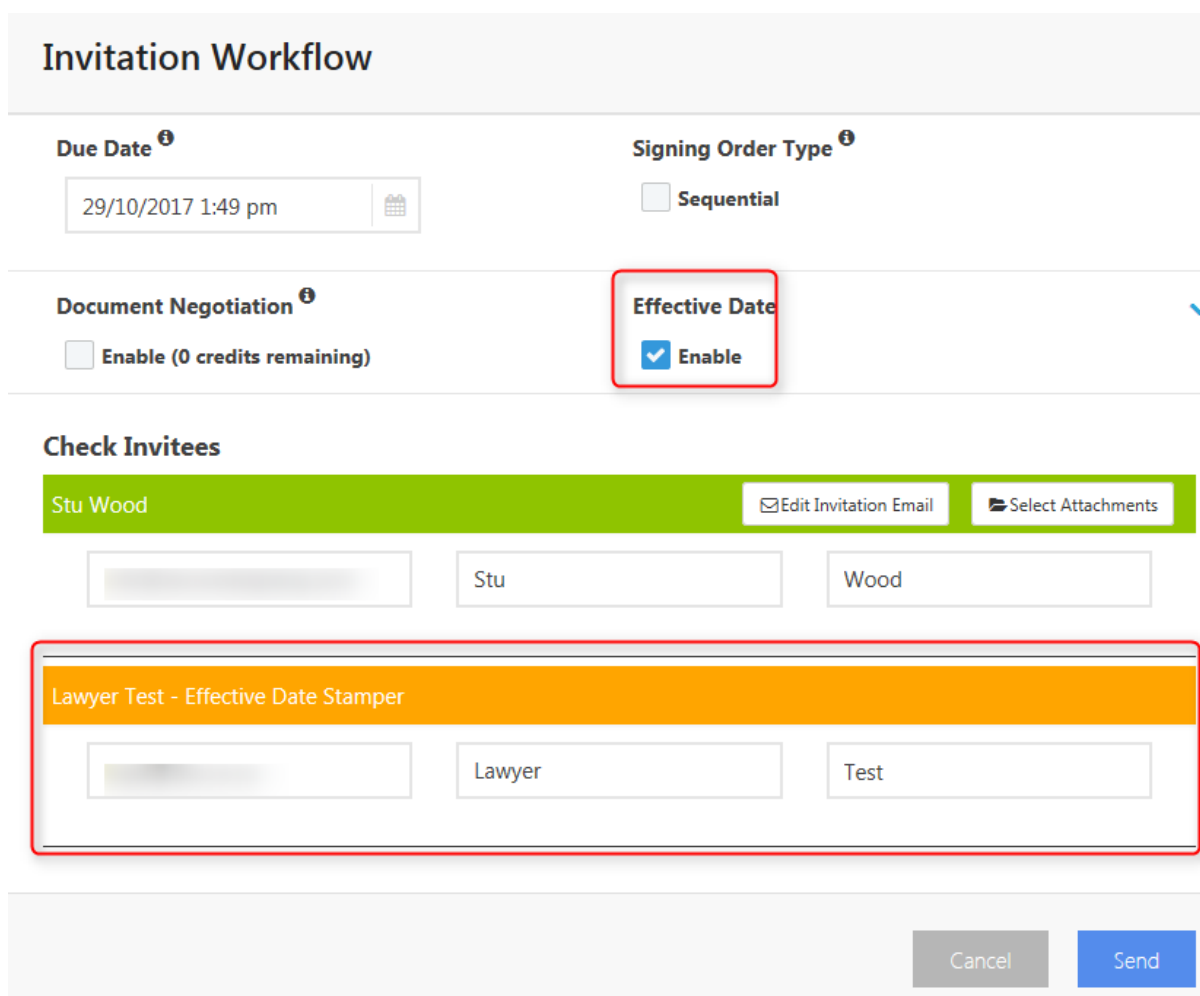 Invitation Workflow
Due Date
Signing Order Type
29/10/2017 1:49 pm
Sequential
Document Negotiation
Effective Date
Enable (0 credits remaining)
Enable
Check Invitees
Stu Wood
Edit Invitation Email
Select Attachments
Stu
Wood
Lawyer Test - Effective Date Stamper
Lawyer
Test
Cancel
Send